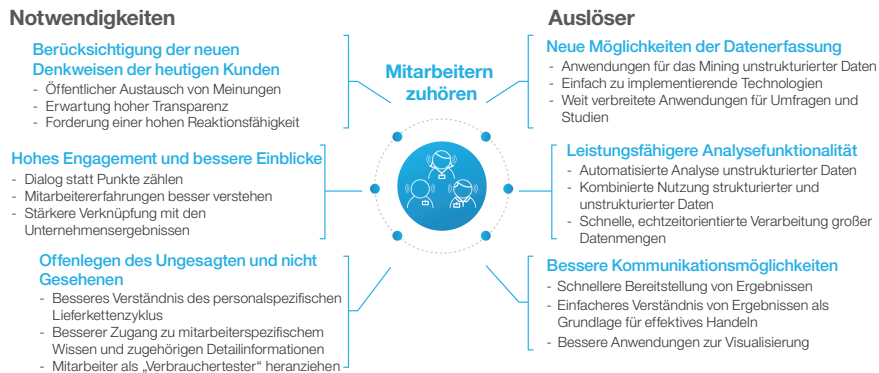 Notwendigkeiten
Berücksichtigung der neuen
Denkweisen der heutigen Kunden
- Öffentlicher Austausch von Meinungen
- Erwartung hoher Transparenz
- Forderung einer hohen Reaktionsfähigkeit
Hohes Engagement und bessere Einblicke
- Dialog statt Punkte zählen
- Mitarbeitererfahrungen besser verstehen
- Stärkere Verknüpfung mit den
Unternehmensergebnissen
Offenlegen des Ungesagten und nicht
Gesehenen
- Besseres Verständnis des personalspezifischen
Lieferkettenzyklus
- Besserer Zugang zu mitarbeiterspezifischem
Wissen und zugehörigen Detailinformationen
- Mitarbeiter als „Verbrauchertester“ heranziehen
Mitarbeitern
zuhören
Auslöser
Neue Möglichkeiten der Datenerfassung
- Anwendungen für das Mining unstrukturierter Daten
- Einfach zu implementierende Technologien
- Weit verbreitete Anwendungen für Umfragen und
Studien
Leistungsfähigere Analysefunktionalität
- Automatisierte Analyse unstrukturierter Daten
- Kombinierte Nutzung strukturierter und
unstrukturierter Daten
- Schnelle, echtzeitorientierte Verarbeitung großer
Datenmengen
Bessere Kommunikationsmöglichkeiten
- Schnellere Bereitstellung von Ergebnissen
- Einfacheres Verständnis von Ergebnissen als
Grundlage für effektives Handeln
- Bessere Anwendungen zur Visualisierung